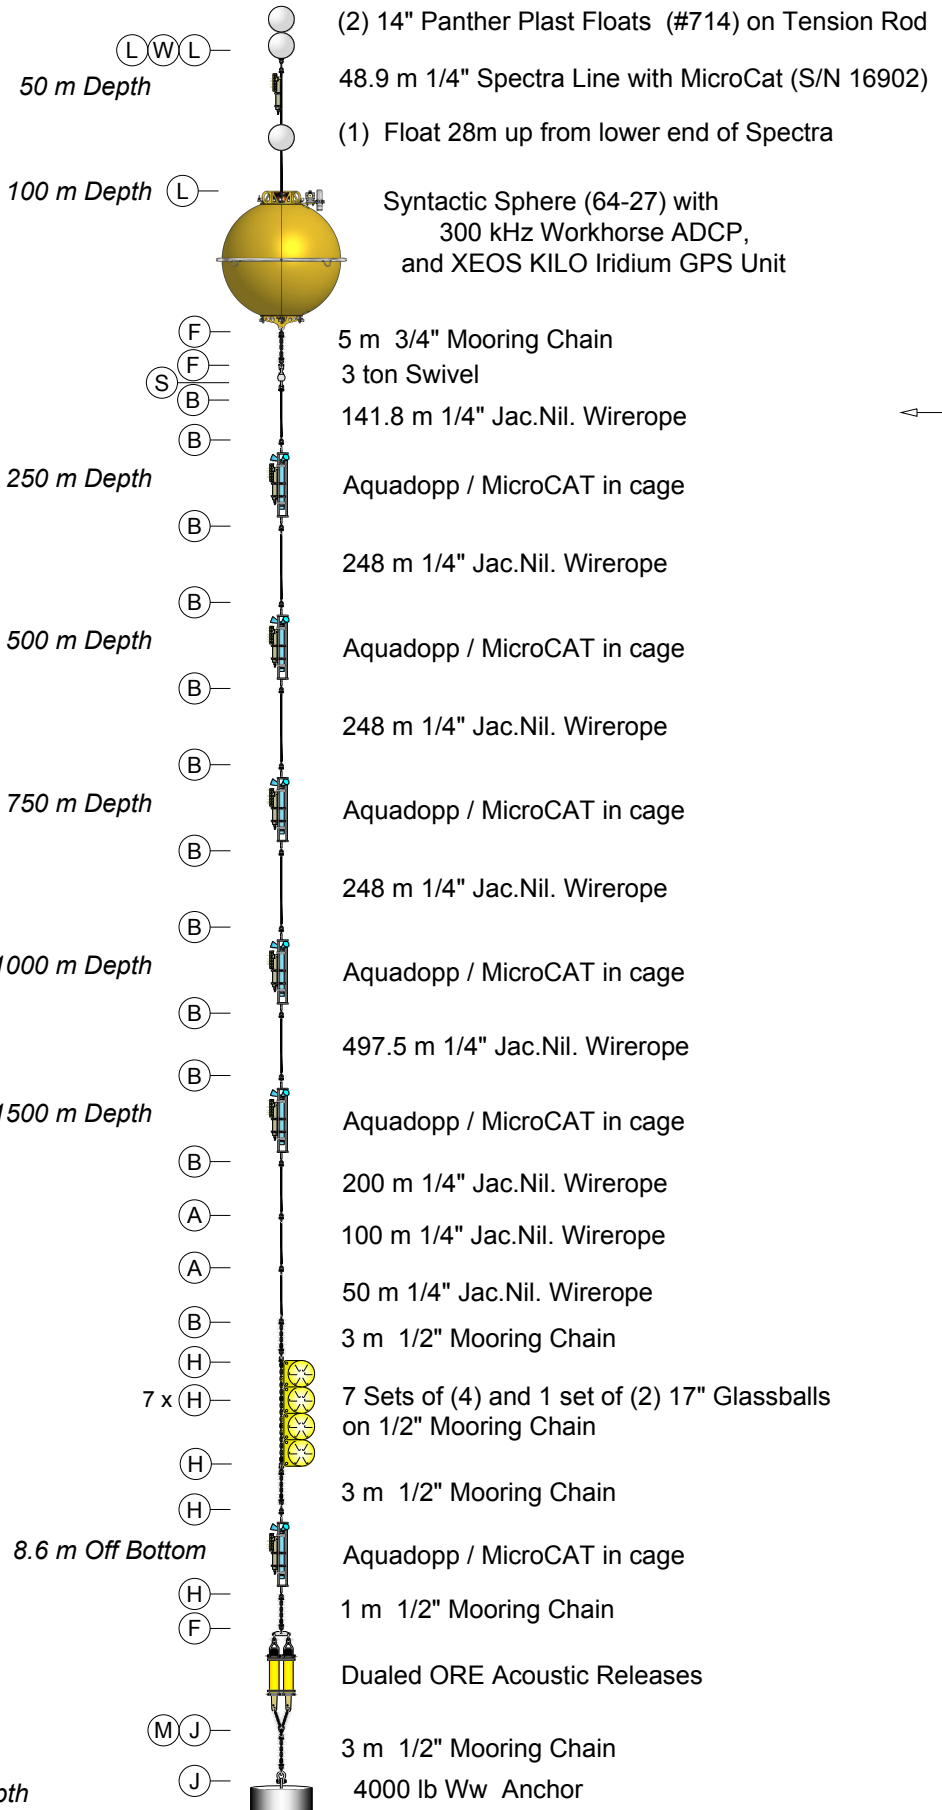 (2) 14" Panther Plast Floats (#714) on Tension Rod
L W L
50 m Depth
48.9 m 1/4" Spectra Line with MicroCat (S/N 16902)
(1) Float 28m up from lower end of Spectra
100 m Depth L
Syntactic Sphere (64-27) with
300 kHz Workhorse ADCP,
and XEOS KILO Iridium GPS Unit
F
5 m 3/4" Mooring Chain
F
3 ton Swivel
S
B
141.8 m 1/4" Jac.Nil. Wirerope
B
250 m Depth
Aquadopp / MicroCAT in cage
B
248 m 1/4" Jac.Nil. Wirerope
B
500 m Depth
Aquadopp / MicroCAT in cage
B
248 m 1/4" Jac.Nil. Wirerope
B
750 m Depth
Aquadopp / MicroCAT in cage
B
248 m 1/4" Jac.Nil. Wirerope
B
1000 m Depth
Aquadopp / MicroCAT in cage
B
497.5 m 1/4" Jac.Nil. Wirerope
B
1500 m Depth
Aquadopp / MicroCAT in cage
B
200 m 1/4" Jac.Nil. Wirerope
A
100 m 1/4" Jac.Nil. Wirerope
A
50 m 1/4" Jac.Nil. Wirerope
B
3 m 1/2" Mooring Chain
H
7 x H
7 Sets of (4) and 1 set of (2) 17" Glassballs
on 1/2" Mooring Chain
H
3 m 1/2" Mooring Chain
H
8.6 m Off Bottom
Aquadopp / MicroCAT in cage
H
1 m 1/2" Mooring Chain
F
Dualed ORE Acoustic Releases
M J
3 m 1/2" Mooring Chain
J
4000 lb Ww Anchor